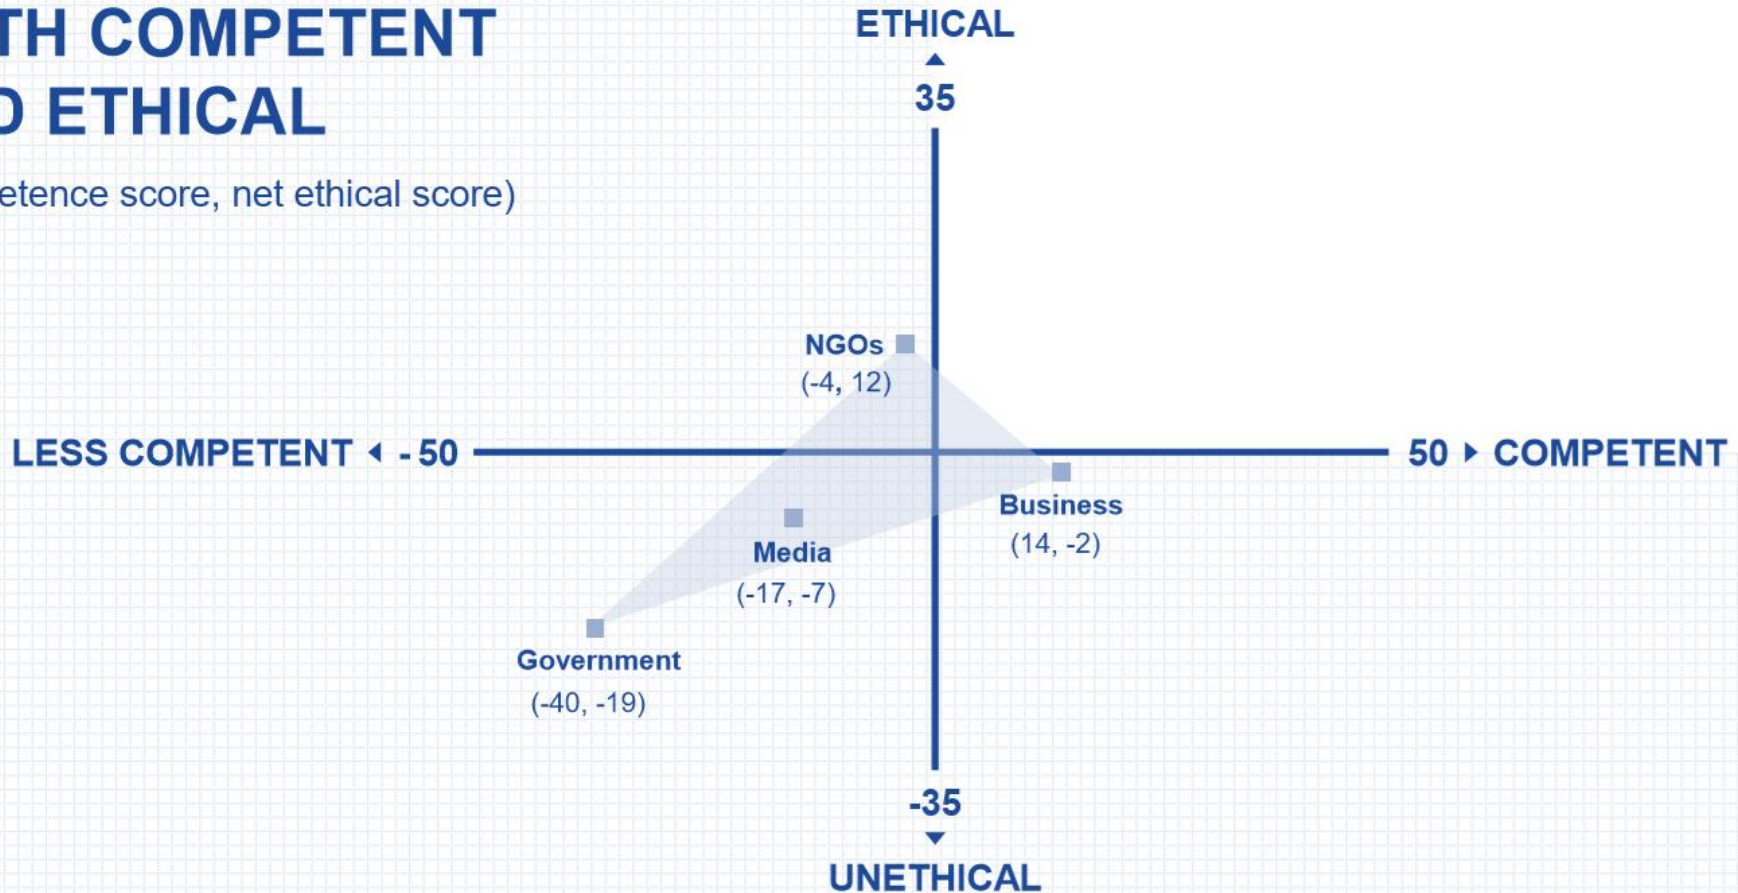 TH COMPETENT
D ETHICAL
etence score, net ethical score)
ETHICAL
35
NGOs
(-4, 12)
LESS COMPETENT - 50
50 COMPETENT
Business
(14, -2)
Media
(-17, -7)
Government
(-40, -19)
-35
UNETHICAL